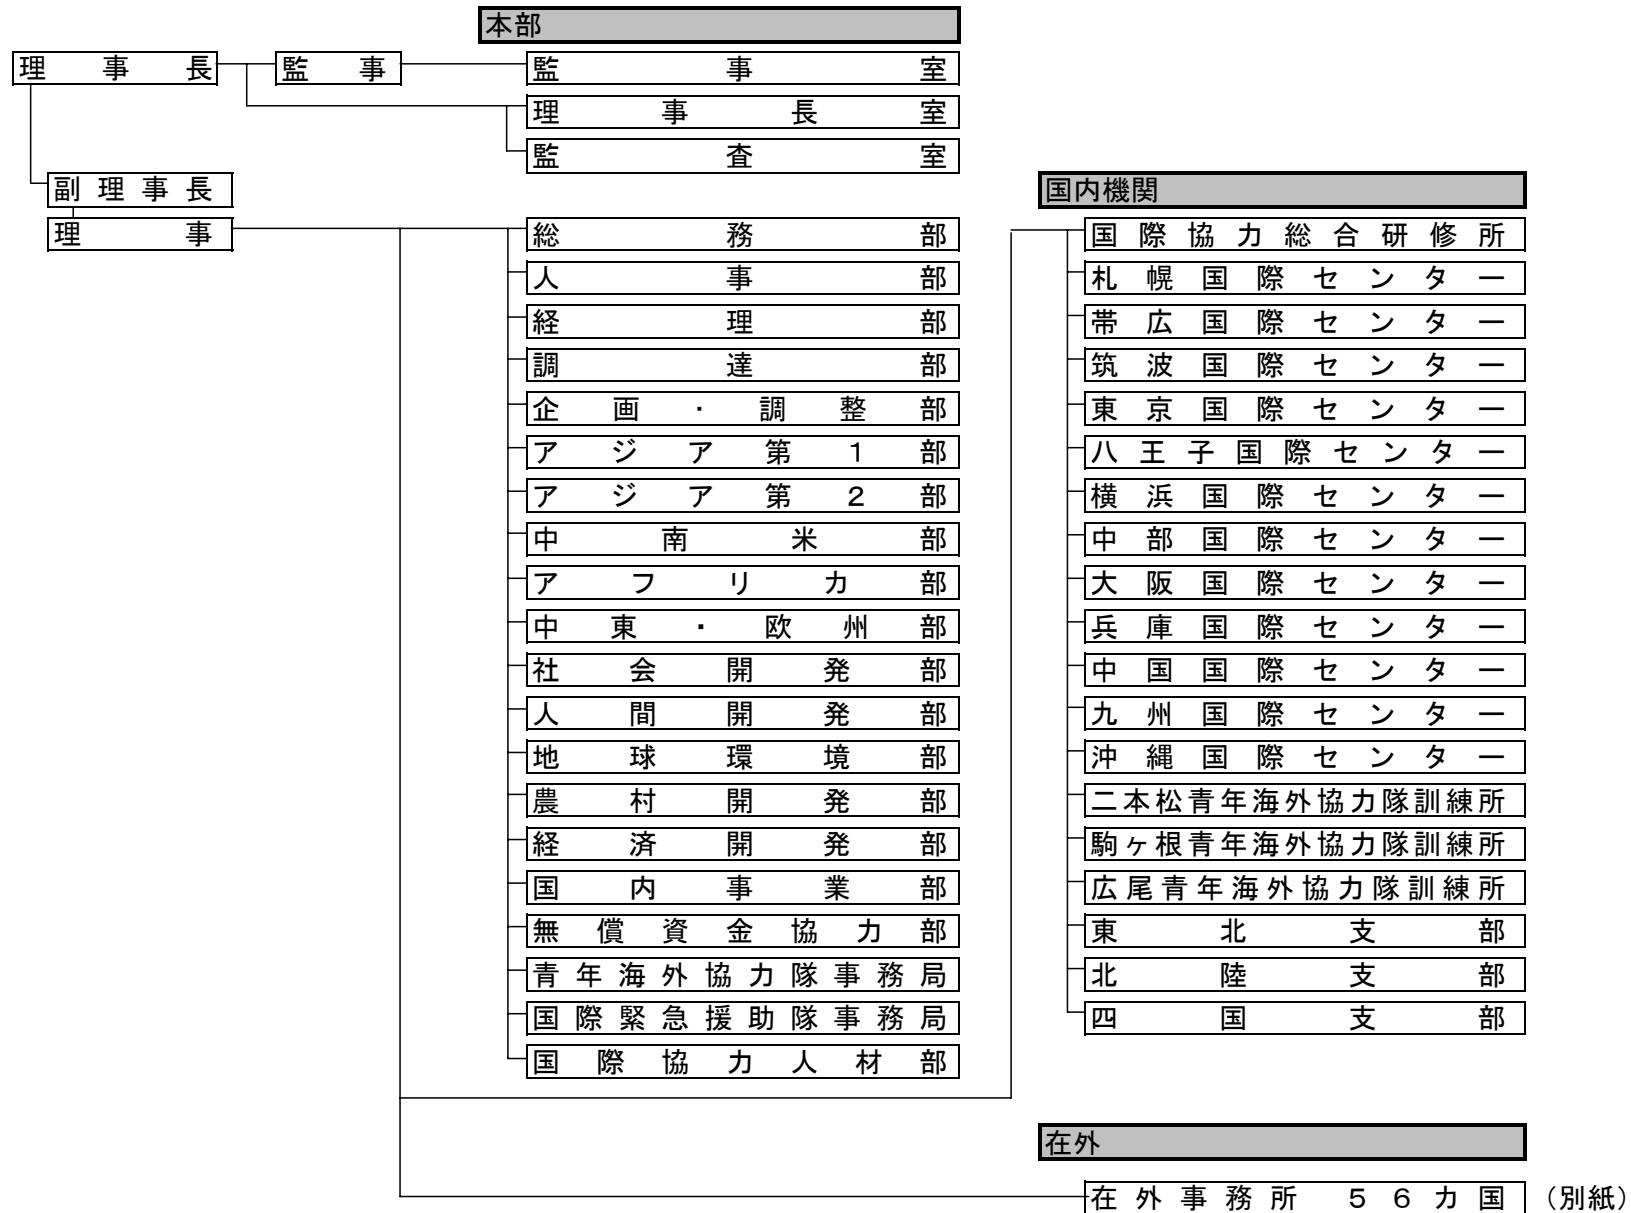 本部
理事長
監事
監事室
理事長室
監査室
副理事長
理事
総務部
人事部
経理部
調達部
企画・調整部
アジア第１部
アジア第２部
中南米部
アフリカ部
中東・欧州部
社会開発部
人間開発部
地球環境部
農村開発部
経済開発部
国内事業部
無償資金協力部
青年海外協力隊事務局
国際緊急援助隊事務局
国際協力人材部
国内機関
国際協力総合研修所
札幌国際センター
帯広国際センター
筑波国際センター
東京国際センター
八王子国際センター
横浜国際センター
中部国際センター
大阪国際センター
兵庫国際センター
中国国際センター
九州国際センター
沖縄国際センター
二本松青年海外協力隊訓練所
駒ヶ根青年海外協力隊訓練所
広尾青年海外協力隊訓練所
東北支部
北陸支部
四国支部
在外
在外事務所　５６カ国 （別紙）